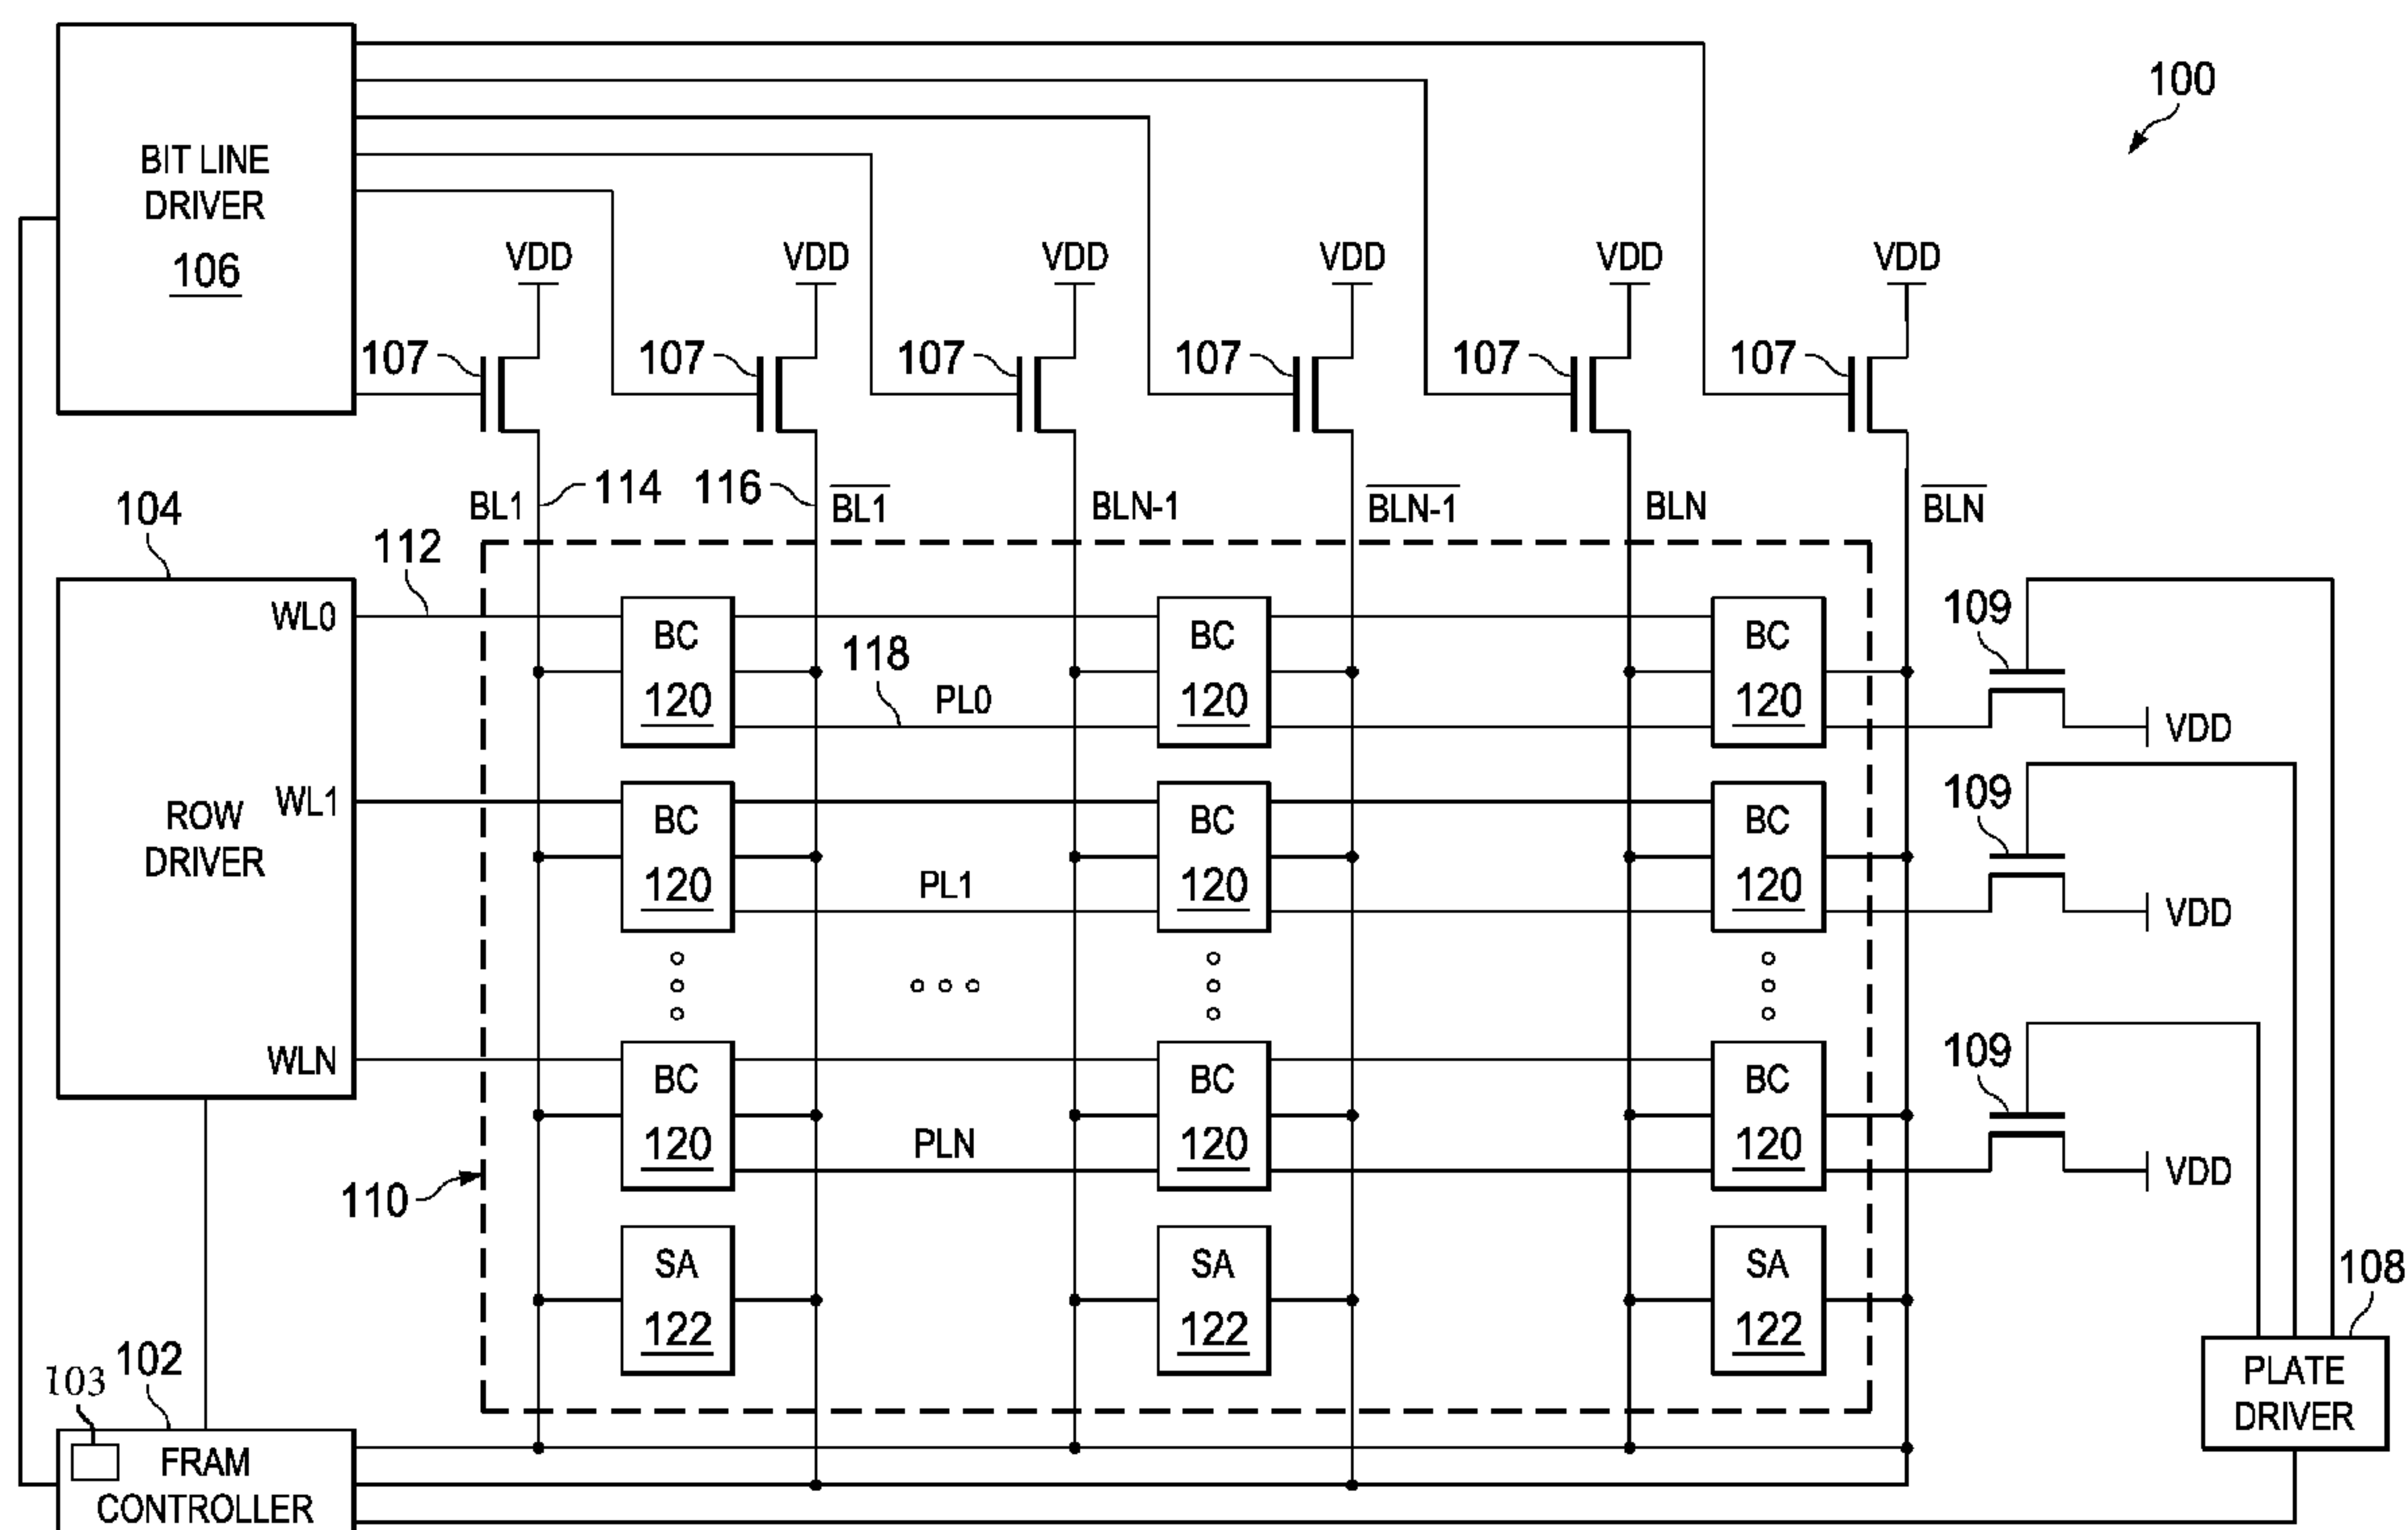 100
BIT LINE
DRIVER
106
VDD VDD VDD VDD VDD VDD
107 107 107 107 107 107
BL1 114 116 B̅L̅1̅ BLN-1 B̅L̅N̅-̅1̅ BLN B̅L̅N̅
104
112
ROW
DRIVER
WL0
BC
120
BC
120
BC
120
118
PL0
109
VDD
WL1
BC
120
BC
120
BC
120
PL1
109
VDD
WLN
BC
120
BC
120
BC
120
PLN
109
VDD
110
SA
122
SA
122
SA
122
108
PLATE
DRIVER
103
102
FRAM
CONTROLLER